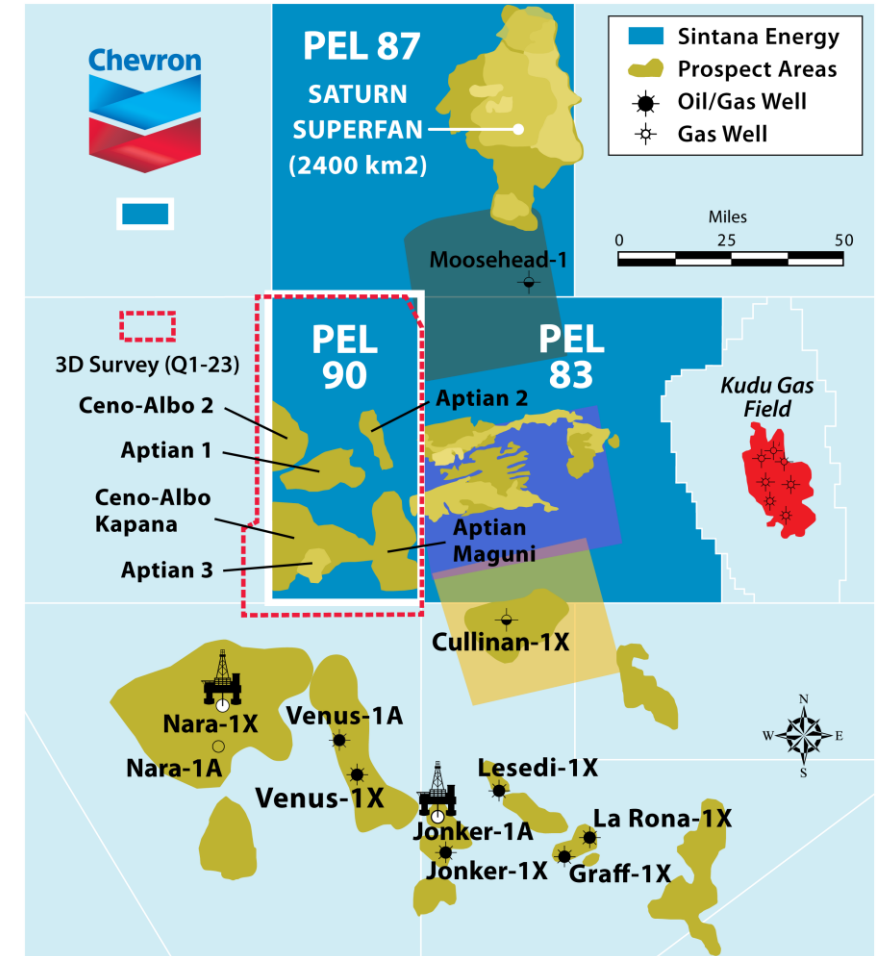 Chevron
PEL 87
SATURN
SUPERFAN
(2400 km2)
Sintana Energy
Prospect Areas
Oil/Gas Well
Gas Well
Miles
0 25 50
Moosehead-1
3D Survey (Q1-23)
PEL
90
PEL
83
Kudu Gas
Field
Ceno-Albo 2
Aptian 2
Aptian 1
Ceno-Albo
Kapana
Aptian
Maguni
Aptian 3
Cullinan-1X
Nara-1X
Nara-1A
Venus-1A
Venus-1X
N
W E
S
Lesedi-1X
Jonker-1A
La Rona-1X
Jonker-1X
Graff-1X